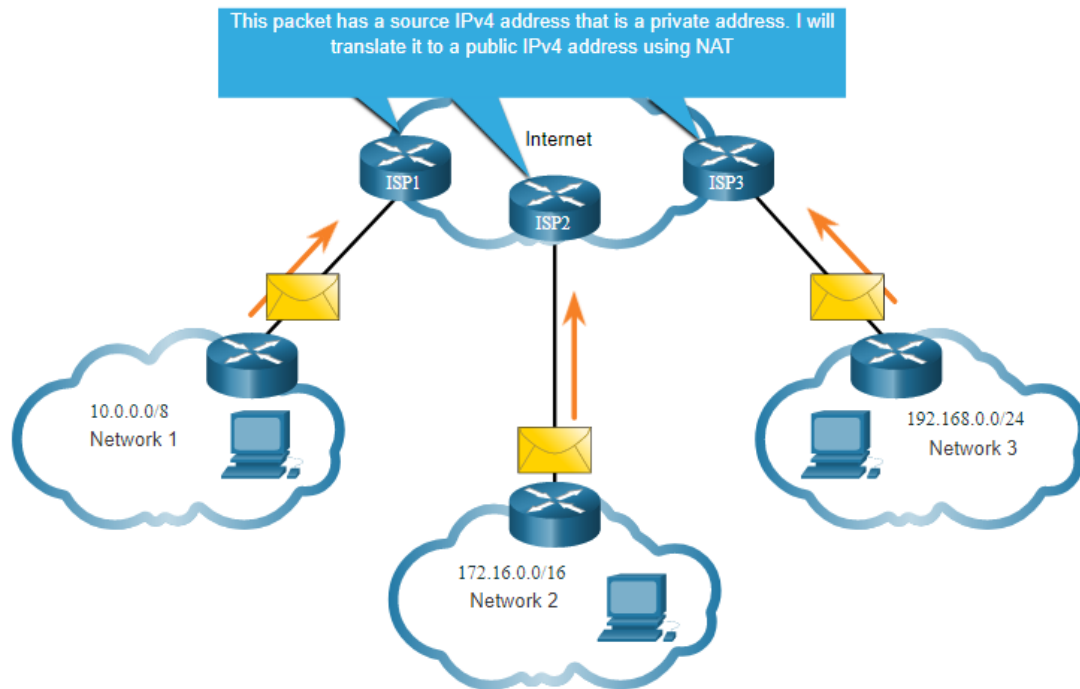 This packet has a source IPv4 address that is a private address. I will
translate it to a public IPv4 address using NAT
Internet
ISP1
ISP2
ISP3
10.0.0.0/8
Network 1
172.16.0.0/16
Network 2
192.168.0.0/24
Network 3